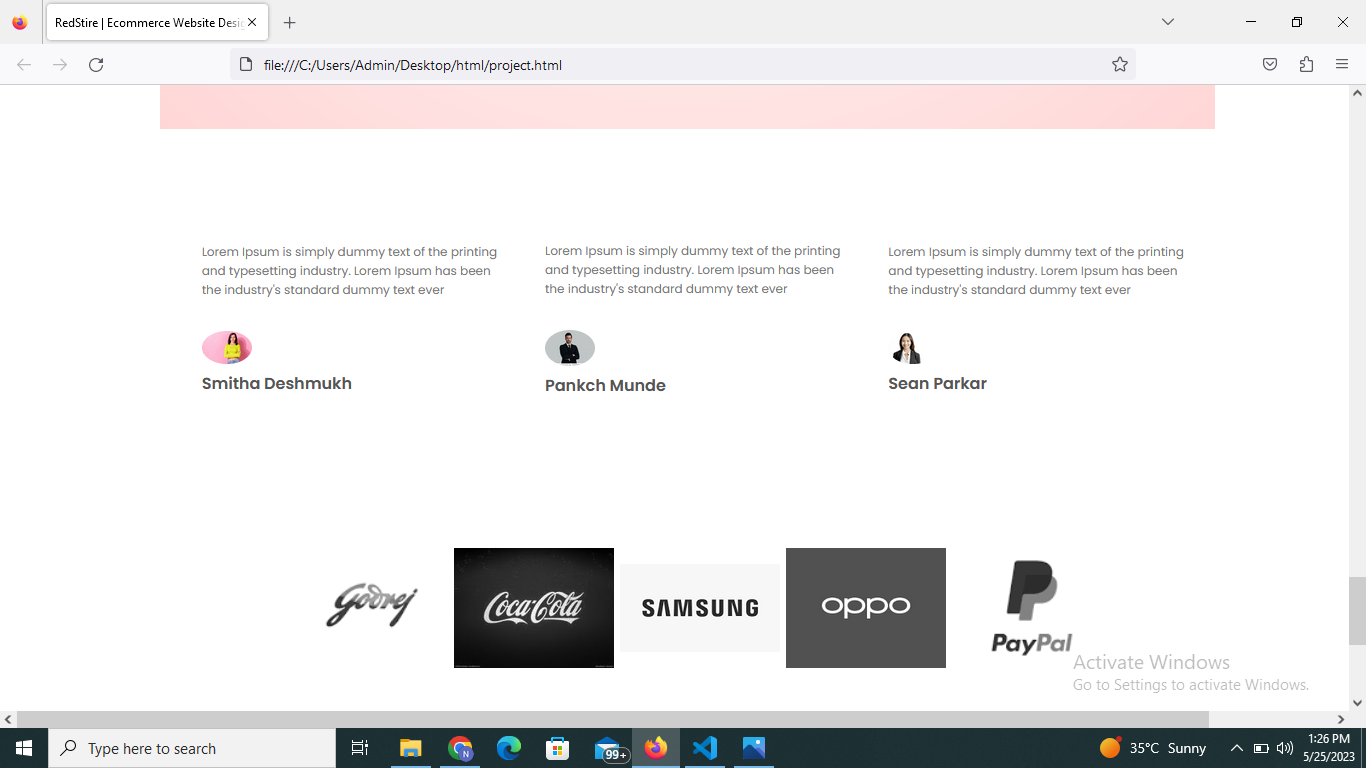 RedStire | Ecommerce Website Desig
file:///C:/Users/Admin/Desktop/html/project.html
Lorem Ipsum is simply dummy text of the printing
and typesetting industry. Lorem Ipsum has been
the industry's standard dummy text ever
Smitha Deshmukh
Lorem Ipsum is simply dummy text of the printing
and typesetting industry. Lorem Ipsum has been
the industry's standard dummy text ever
Pankch Munde
Lorem Ipsum is simply dummy text of the printing
and typesetting industry. Lorem Ipsum has been
the industry's standard dummy text ever
Sean Parkar
Godrej
Coca-Cola
SAMSUNG
oppo
PayPal
Activate Windows
Go to Settings to activate Windows.
Type here to search
N
99+
35°C Sunny
1:26 PM
5/25/2023